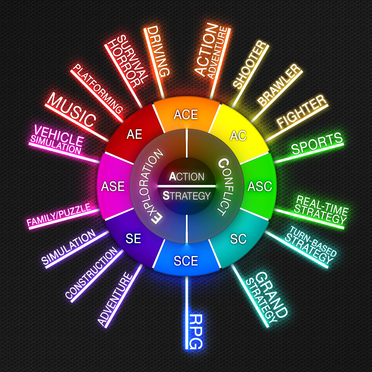 DRIVING
ACTION
ADVENTURE
SHOOTER
BRAWLER
FIGHTER
SPORTS
REAL-TIME
STRATEGY
TURN-BASED
STRATEGY
GRAND
STRATEGY
RPG
ADVENTURE
CONSTRUCTION
SIMULATION
FAMILY/PUZZLE
VEHICLE
SIMULATION
MUSIC
PLATFORMING
SURVIVAL
HORROR
ACE
AC
ASC
SC
SCE
SE
ASE
AE
EXPLORATION
CONFLICT
ACTION
A S
STRATEGY